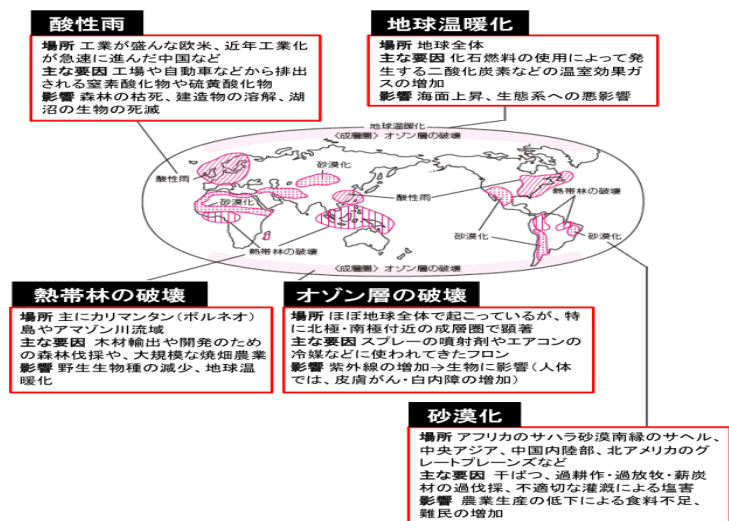 酸性雨
場所 工業が盛んな欧米、近年工業化
が急速に進んだ中国など
主な要因 工場や自動車などから排出
される窒素酸化物や硫黄酸化物
影響 森林の枯死、建造物の溶解、湖
沼の生物の死滅
地球温暖化
場所 地球全体
主な要因 化石燃料の使用によって発
生する二酸化炭素などの温室効果ガ
スの増加
影響 海面上昇、生態系への悪影響
地球温暖化
〈成層圏〉オゾン層の破壊
砂漠化
酸性雨
酸性雨
熱帯林の破壊
砂漠化
熱帯林の破壊
砂漠化
砂漠化
〈成層圏〉オゾン層の破壊
熱帯林の破壊
場所 主にカリマンタン(ボルネオ)
島やアマゾン川流域
主な要因 木材輸出や開発のため
の森林伐採や、大規模な焼畑農業
影響 野生生物種の減少、地球温
暖化
オゾン層の破壊
場所 ほぼ地球全体で起こっているが、特
に北極・南極付近の成層圏で顕著
主な要因 スプレーの噴射剤やエアコンの
冷媒などに使われてきたフロン
影響 紫外線の増加→生物に影響(人体
では、皮膚がん・白内障の増加)
砂漠化
場所 アフリカのサハラ砂漠南縁のサヘル、
中央アジア、中国内陸部、北アメリカのグ
レートプレーンズなど
主な要因 干ばつ、過耕作・過放牧・薪炭
材の過伐採、不適切な灌漑による塩害
影響 農業生産の低下による食料不足、
難民の増加